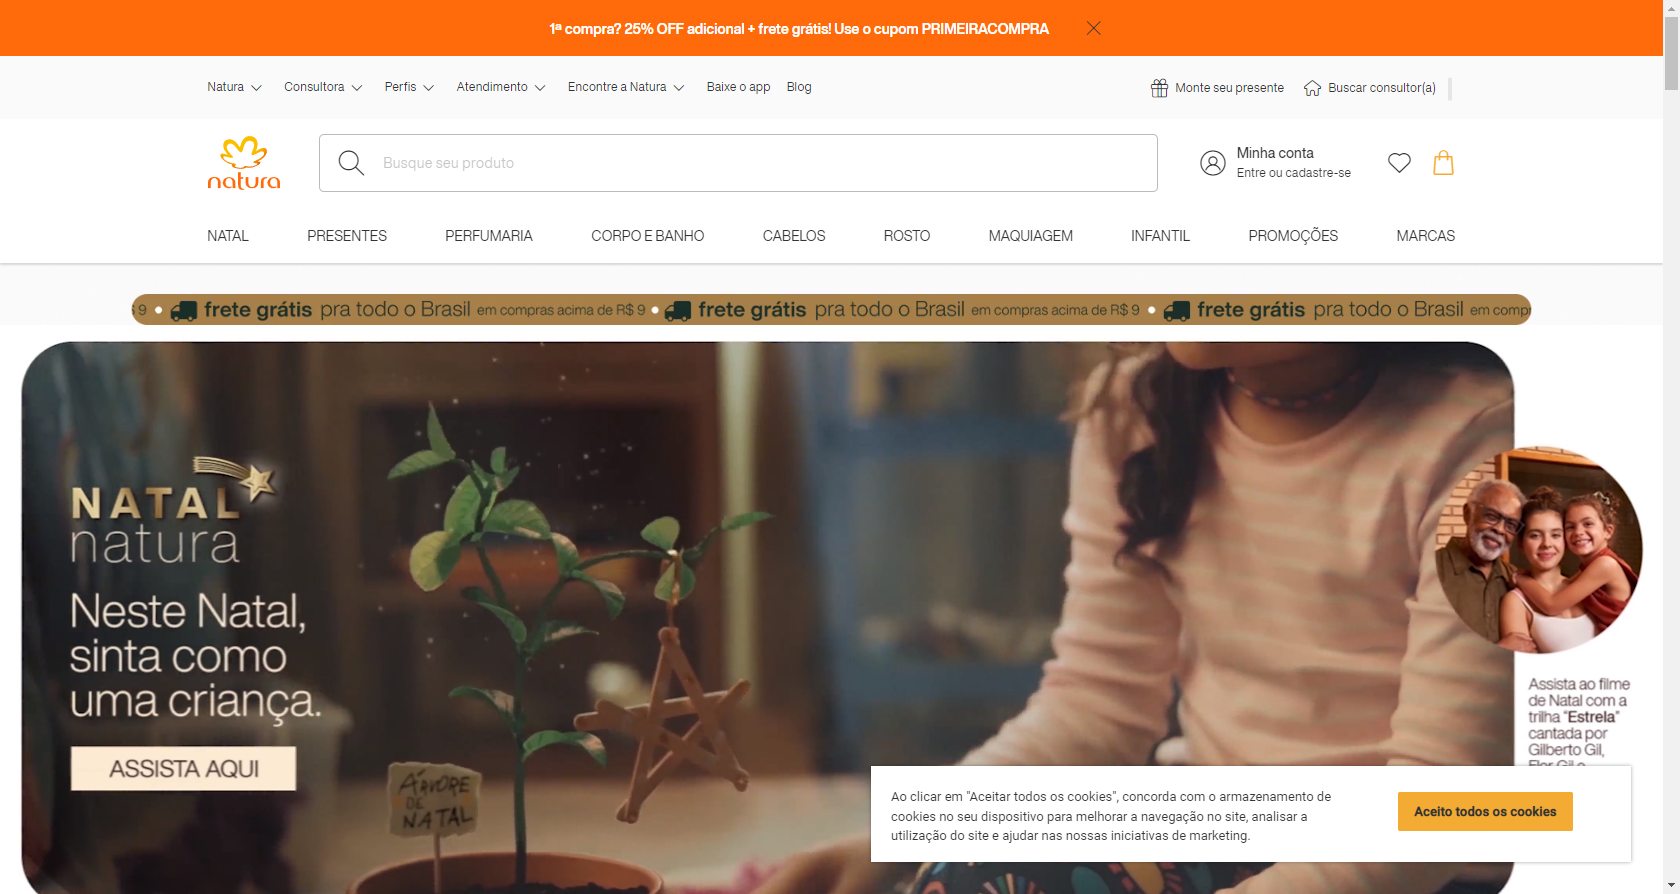 1ª compra? 25% OFF adicional + frete grátis! Use o cupom PRIMEIRACOMPRA
Natura Consultora Perfis Atendimento Encontre a Natura Baixe o app Blog Monte seu presente Buscar consultor(a)
natura
Busque seu produto
Minha conta
Entre ou cadastre-se
NATAL PRESENTES PERFUMARIA CORPO E BANHO CABELOS ROSTO MAQUIAGEM INFANTIL PROMOÇÕES MARCAS
$ 9 • frete grátis pra todo o Brasil em compras acima de R$ 9 • frete grátis pra todo o Brasil em compras acima de R$ 9 • frete grátis pra todo o Brasil em compr
NATAL
natura
Neste Natal,
sinta como
uma criança.
ASSISTA AQUI
ÁRVORE
DE
NATAL
Assista ao filme
de Natal com a
trilha "Estrela"
cantada por
Gilberto Gil,
Flor Gil e
Ao clicar em "Aceitar todos os cookies", concorda com o armazenamento de
cookies no seu dispositivo para melhorar a navegação no site, analisar a
utilização do site e ajudar nas nossas iniciativas de marketing.
Aceito todos os cookies